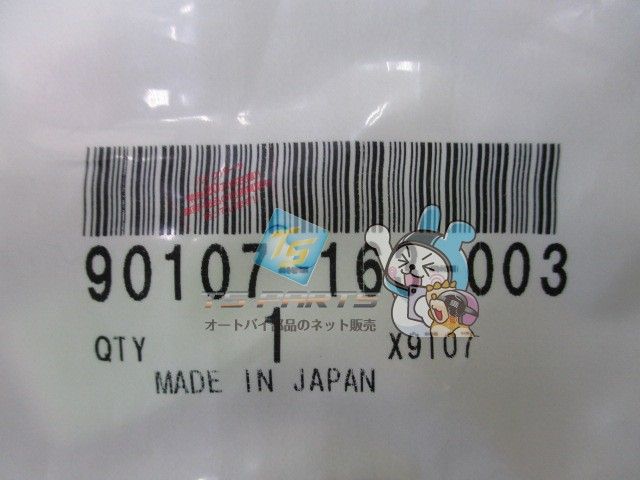 90107 16 003
TS
TS PARTS
オートバイ部品のネット販売
QTY 1 X9107
MADE IN JAPAN